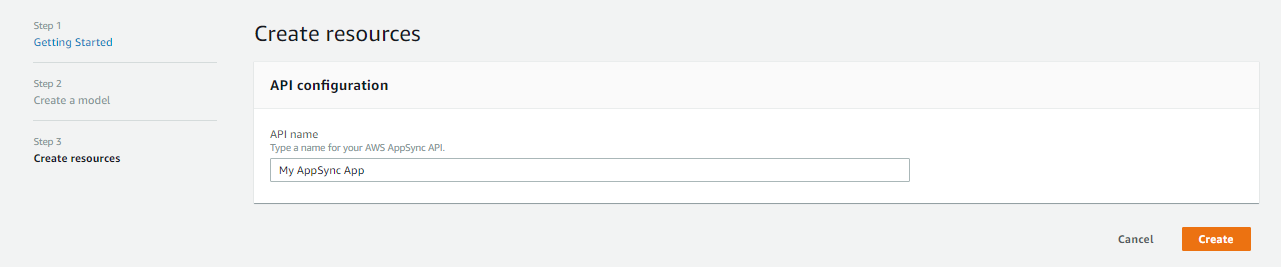 Step 1
Getting Started
Step 2
Create a model
Step 3
Create resources
Create resources
API configuration
API name
Type a name for your AWS AppSync API.
My AppSync App
Cancel
Create